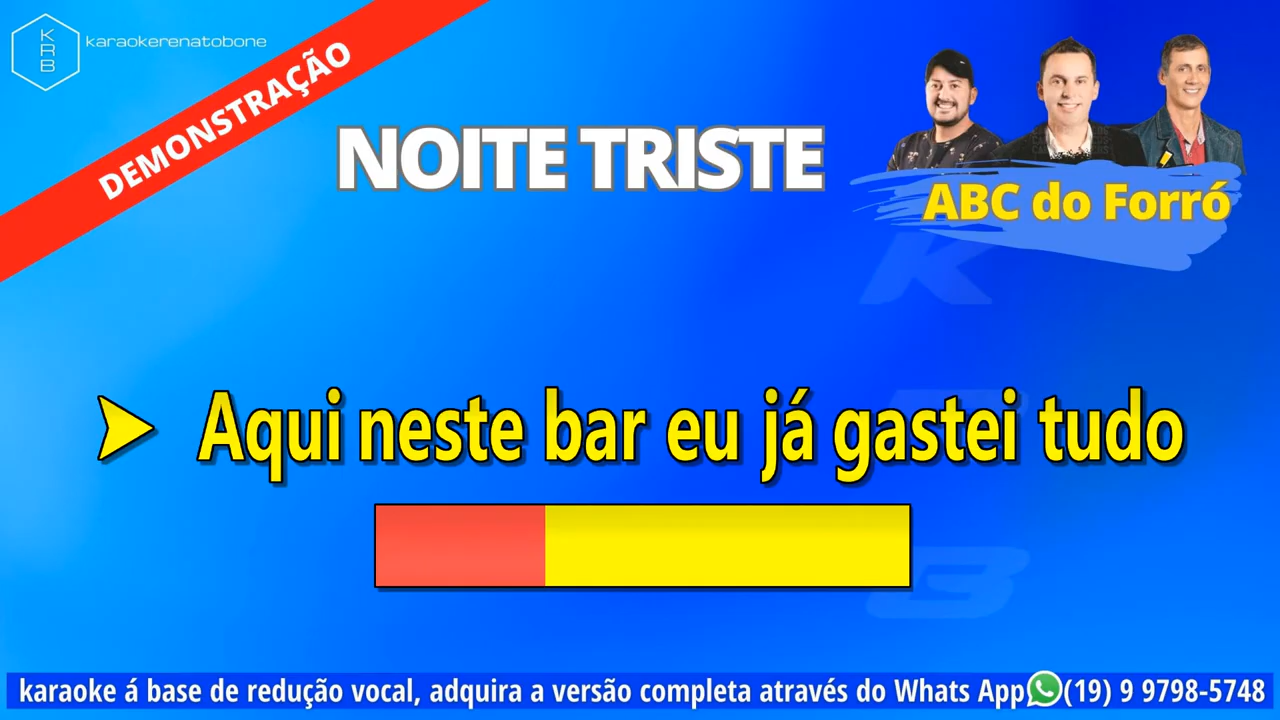 KRB
karaokerenatobone
DEMONSTRAÇÃO
NOITE TRISTE
ABC do Forró
K
B
➤ Aqui neste bar eu já gastei tudo
karaoke á base de redução vocal, adquira a versão completa através do Whats App (19) 9 9798-5748